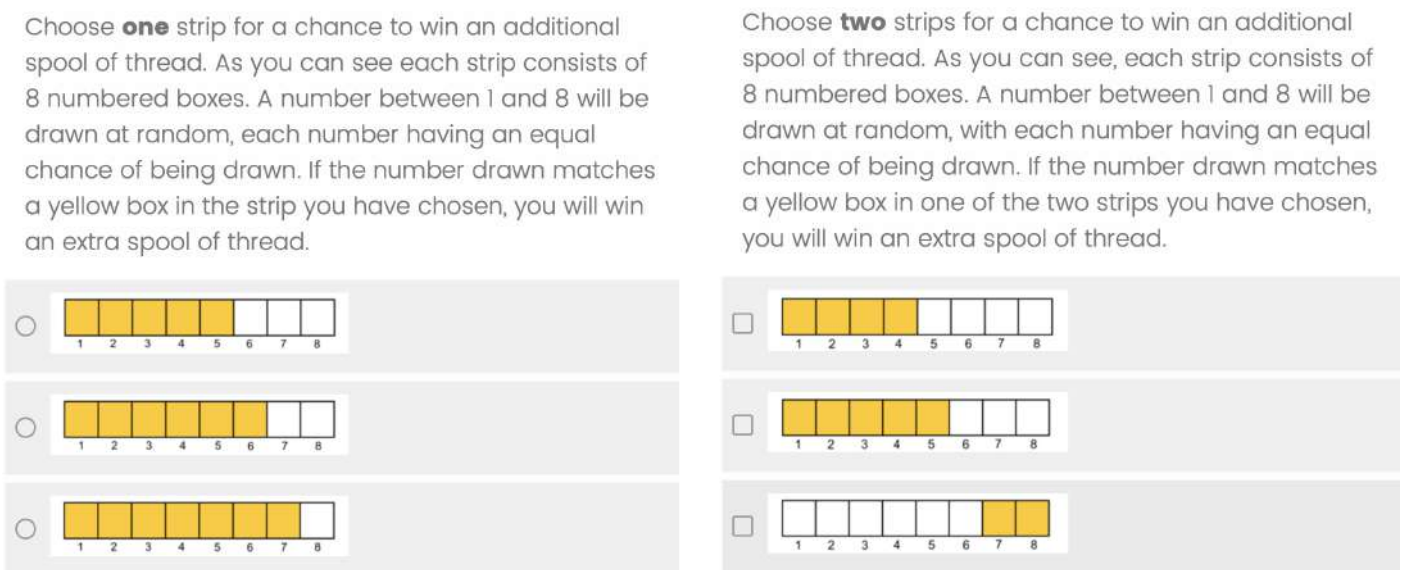 Choose one strip for a chance to win an additional
spool of thread. As you can see each strip consists of
8 numbered boxes. A number between 1 and 8 will be
drawn at random, each number having an equal
chance of being drawn. If the number drawn matches
a yellow box in the strip you have chosen, you will win
an extra spool of thread.
1 2 3 4 5 6 7 8
1 2 3 4 5 6 7 8
1 2 3 4 5 6 7 8
Choose two strips for a chance to win an additional
spool of thread. As you can see, each strip consists of
8 numbered boxes. A number between 1 and 8 will be
drawn at random, with each number having an equal
chance of being drawn. If the number drawn matches
a yellow box in one of the two strips you have chosen,
you will win an extra spool of thread.
1 2 3 4 5 6 7 8
1 2 3 4 5 6 7 8
1 2 3 4 5 6 7 8